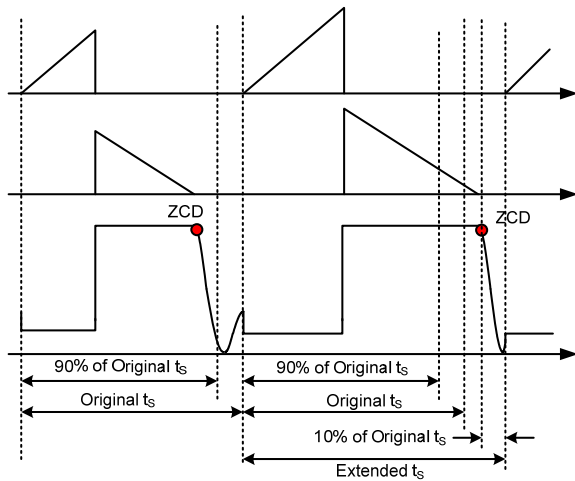 ZCD
ZCD
90% of Original tS
90% of Original tS
Original tS
Original tS
10% of Original tS
Extended tS